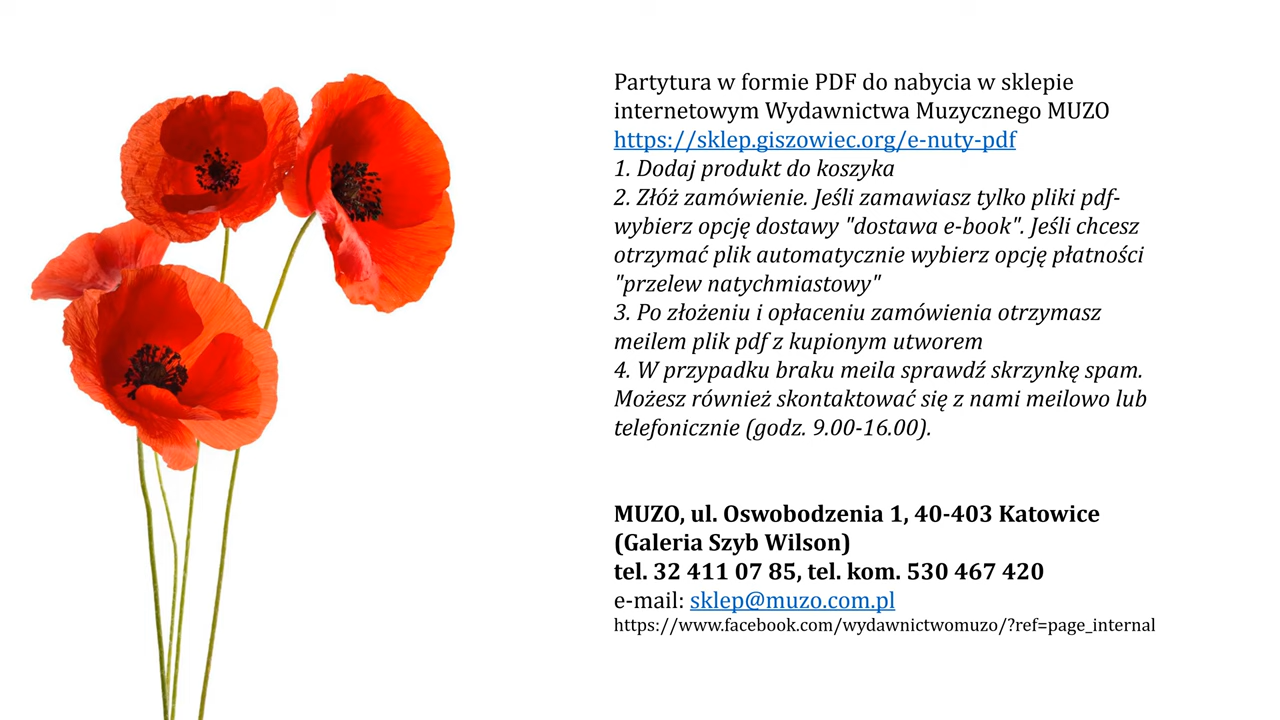 Partytura w formie PDF do nabycia w sklepie
internetowym Wydawnictwa Muzycznego MUZO
https://sklep.giszowiec.org/e-nuty-pdf
1. Dodaj produkt do koszyka
2. Złóż zamówienie. Jeśli zamawiasz tylko pliki pdf-
wybierz opcję dostawy "dostawa e-book". Jeśli chcesz
otrzymać plik automatycznie wybierz opcję płatności
"przelew natychmiastowy"
3. Po złożeniu i opłaceniu zamówienia otrzymasz
meilem plik pdf z kupionym utworem
4. W przypadku braku meila sprawdź skrzynkę spam.
Możesz również skontaktować się z nami meilowo lub
telefonicznie (godz. 9.00-16.00).
MUZO, ul. Oswobodzenia 1, 40-403 Katowice
(Galeria Szyb Wilson)
tel. 32 411 07 85, tel. kom. 530 467 420
e-mail: sklep@muzo.com.pl
https://www.facebook.com/wydawnictwomuzo/?ref=page_internal